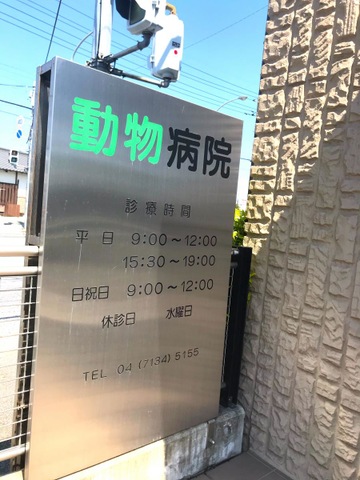 動物病院
診療時間
平日 9:00～12:00
15:30～19:00
日祝日 9:00～12:00
休診日 水曜日
TEL 04 (7134) 5155